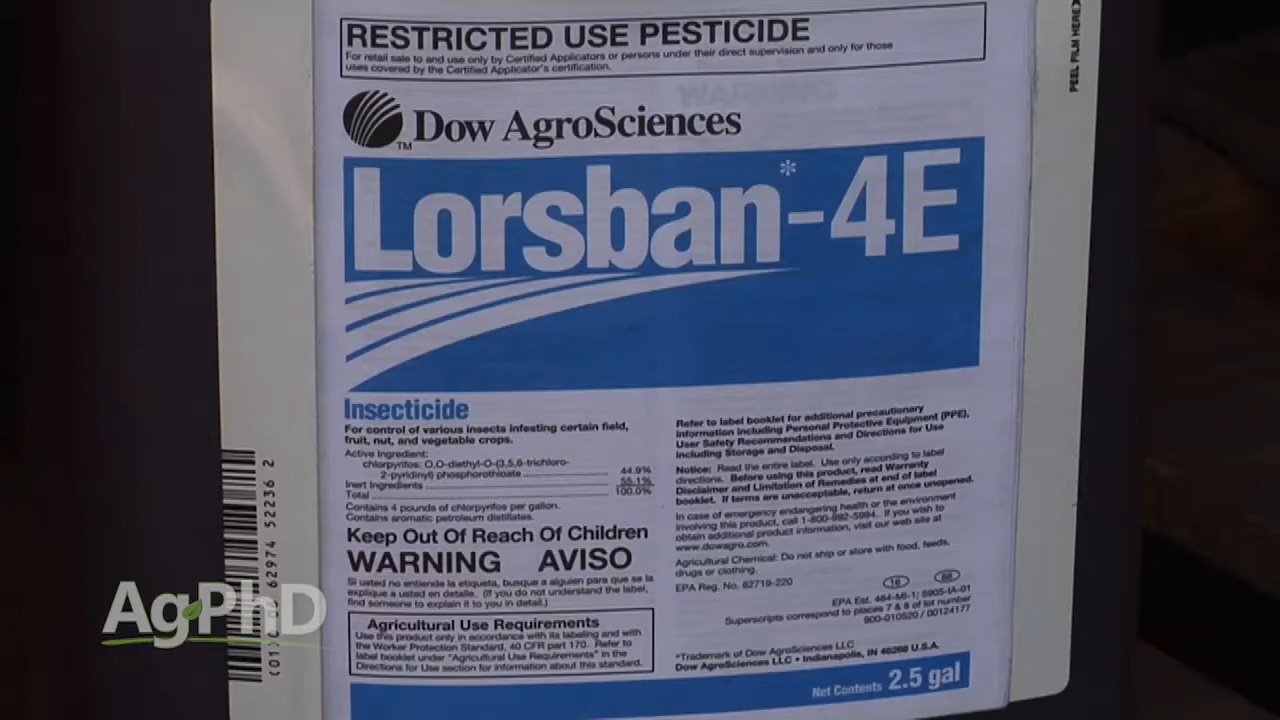 RESTRICTED USE PESTICIDE
For retail sale to and use only by Certified Applicators or persons under their direct supervision and only for those
uses covered by the Certified Applicator's certification.
PEEL FILM HERE
TM Dow AgroSciences
Lorsban*-4E
Insecticide
For control of various insects infesting certain field,
fruit, nut, and vegetable crops.
Active Ingredient:
chlorpyrifos: O,O-diethyl-O-(3,5,6-trichloro-
2-pyridinyl) phosphorothioate 44.9%
Inert Ingredients 55.1%
Total 100.0%
Contains 4 pounds of chlorpyrifos per gallon.
Contains aromatic petroleum distillates.
Keep Out Of Reach Of Children
WARNING AVISO
Si usted no entiende la etiqueta, busque a alguien para que se la
explique a usted en detalle. (If you do not understand the label,
find someone to explain it to you in detail.)
Agricultural Use Requirements
Use this product only in accordance with its labeling and with
the Worker Protection Standard, 40 CFR part 170. Refer to
label booklet under "Agricultural Use Requirements" in the
Directions for Use section for information about this standard.
Refer to label booklet for additional precautionary
information including Personal Protective Equipment (PPE),
User Safety Recommendations and Directions for Use
including Storage and Disposal.
Notice: Read the entire label. Use only according to label
directions. Before using this product, read Warranty
Disclaimer and Limitation of Remedies at end of label
booklet. If terms are unacceptable, return at once unopened.
In case of emergency endangering health or the environment
involving this product, call 1-800-992-5994. If you wish to
obtain additional product information, visit our web site at
www.dowagro.com.
Agricultural Chemical: Do not ship or store with food, feeds,
drugs or clothing.
EPA Reg. No. 62719-220
EPA Est. 464-MI-1; 5905-IA-01
Superscripts correspond to places 7 & 8 of lot number
900-010520 / 00124177
*Trademark of Dow AgroSciences LLC
Dow AgroSciences LLC • Indianapolis, IN 46268 U.S.A.
Net Contents 2.5 gal
62974 52236 2
AgPhD